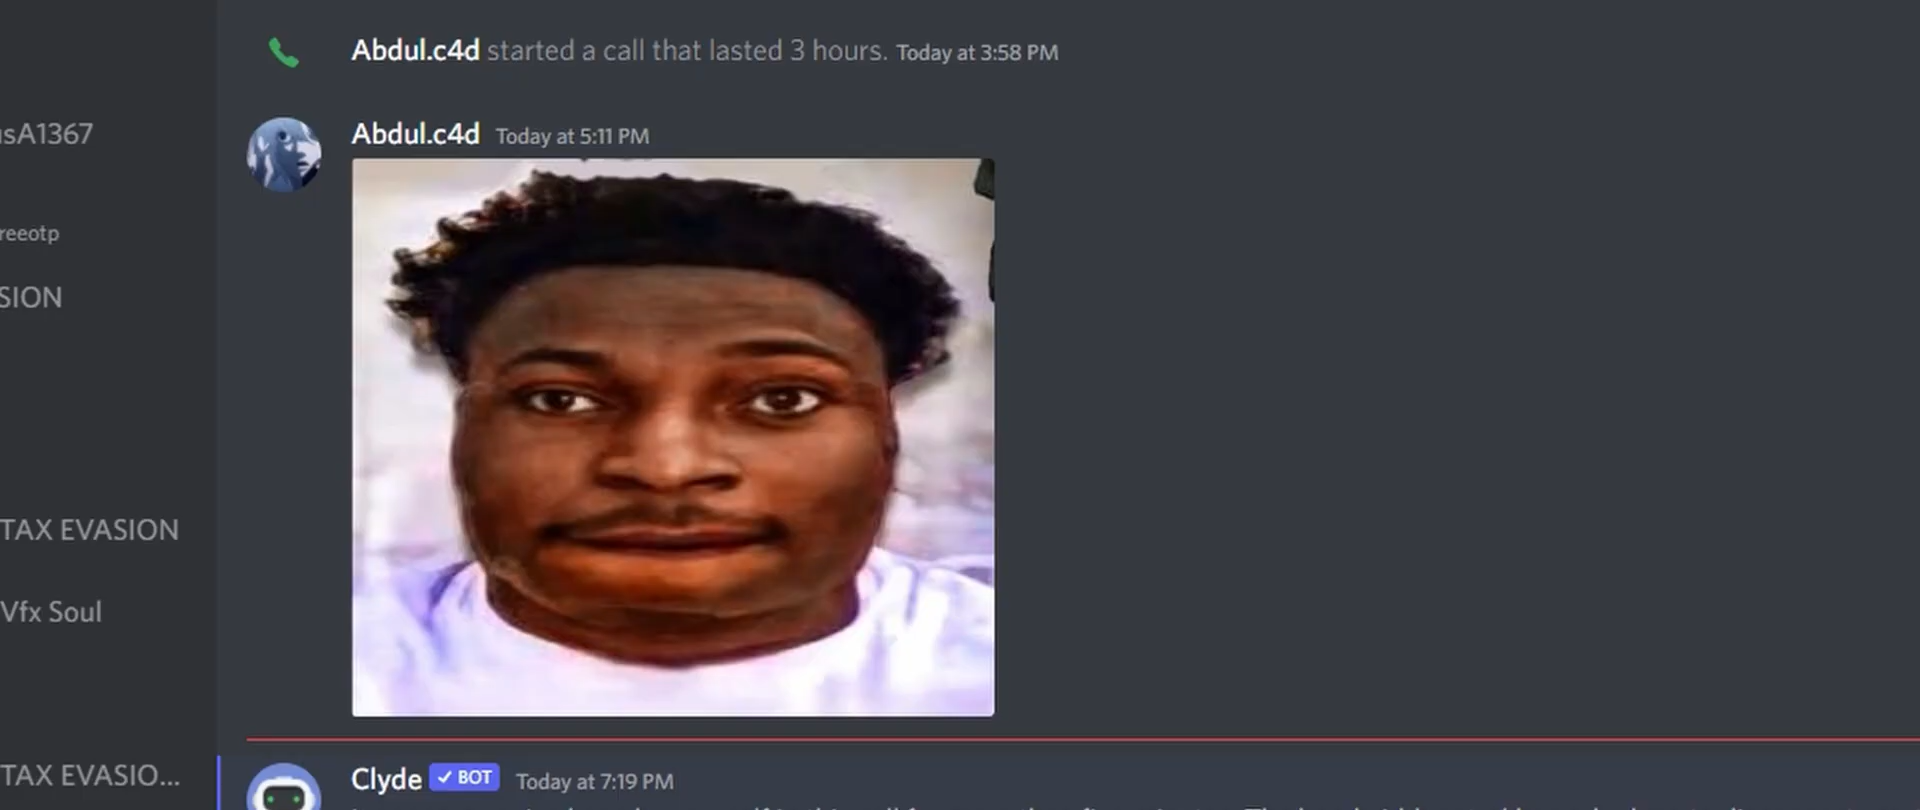 Abdul.c4d started a call that lasted 3 hours. Today at 3:58 PM
sA1367
Abdul.c4d Today at 5:11 PM
reeotp
SION
TAX EVASION
Vfx Soul
TAX EVASIO...
Clyde ✓ BOT Today at 7:19 PM